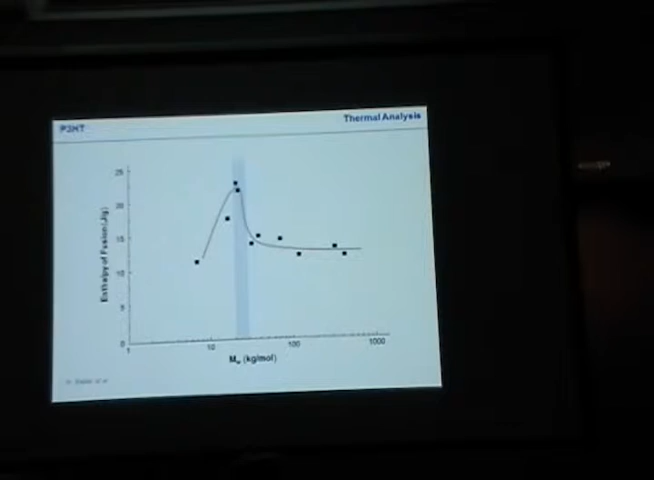 P3HT
Thermal Analysis
25
20
15
10
5
0
Enthalpy of Fusion (J/g)
1
10
100
1000
Mw (kg/mol)